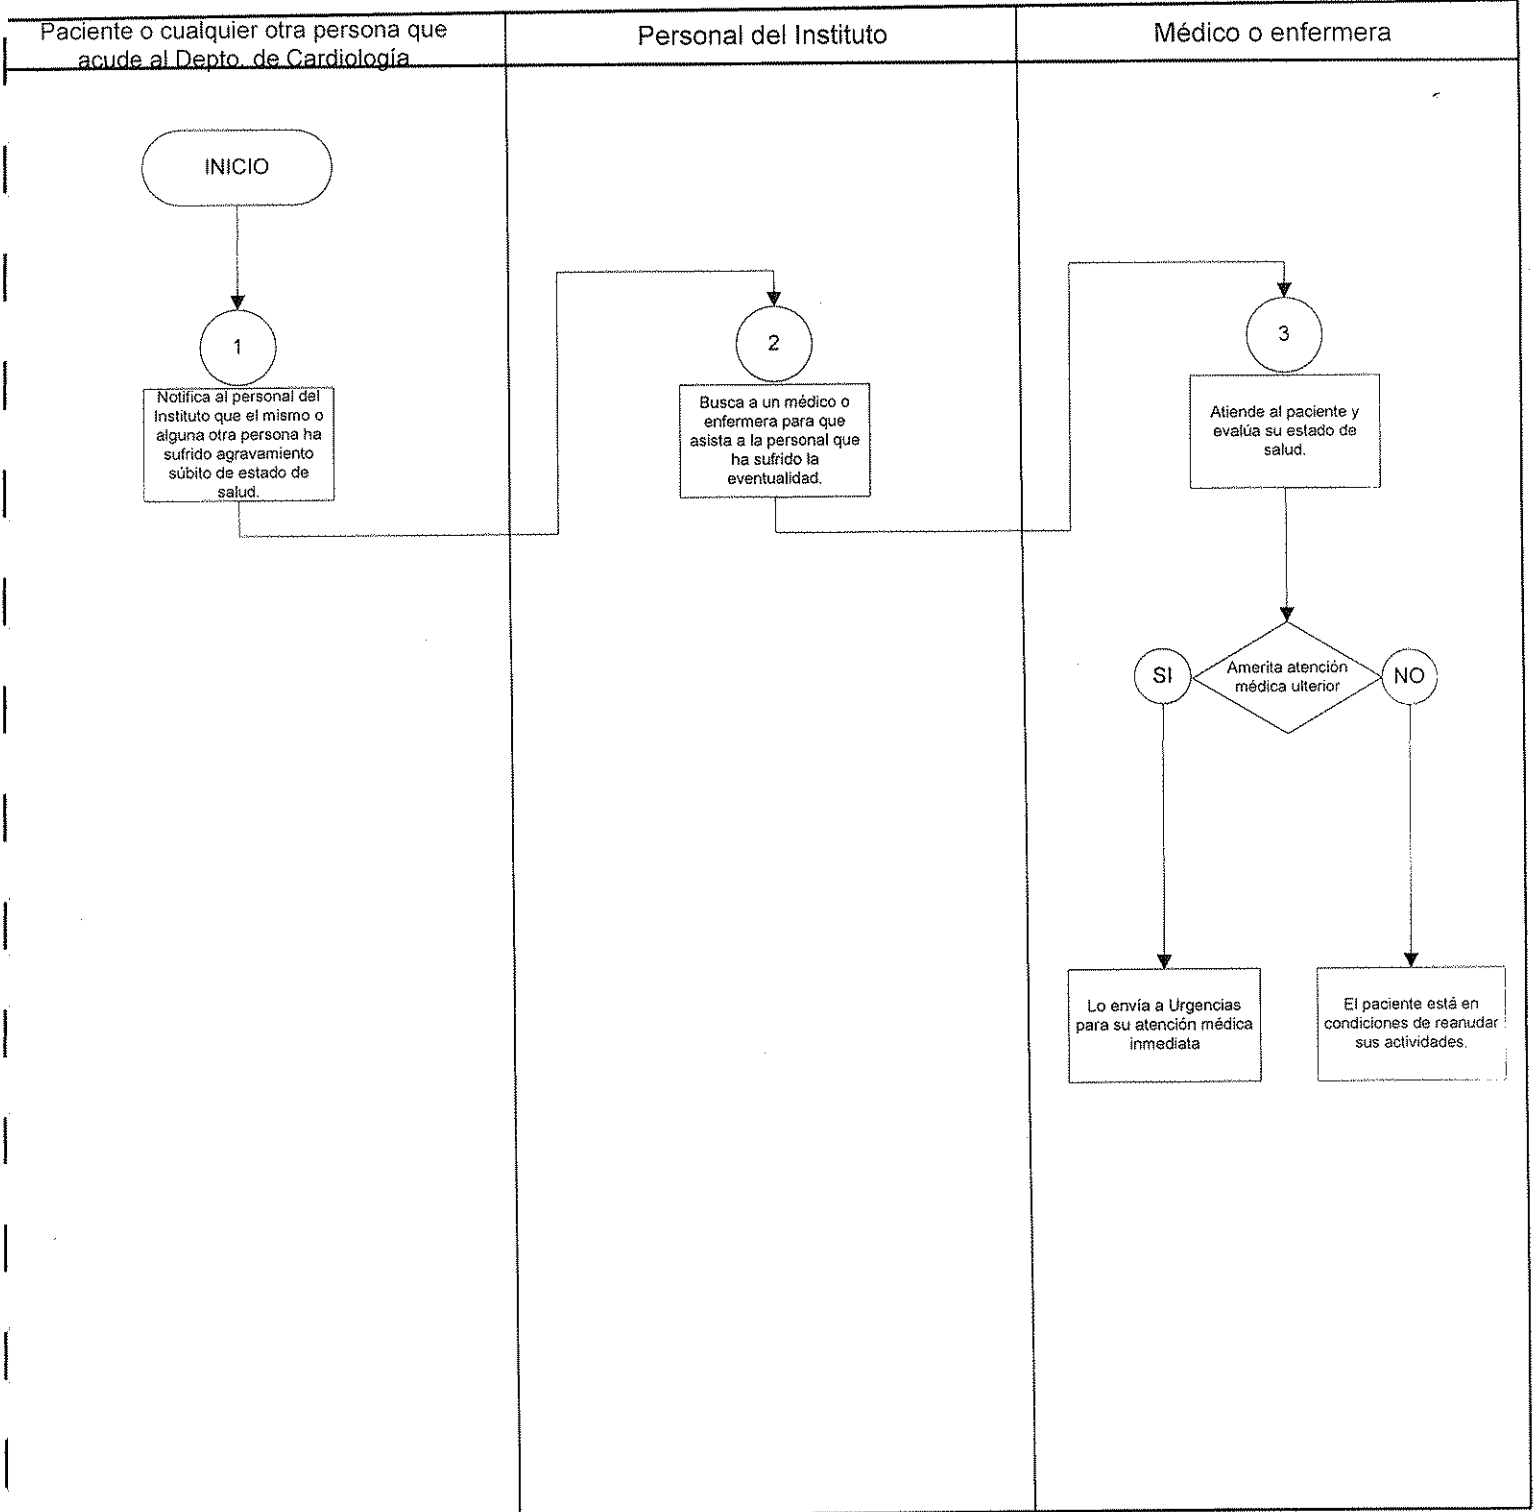 Paciente o cualquier otra persona que
acude al Depto. de Cardiología
Personal del Instituto
Médico o enfermera
INICIO
1
Notifica al personal del
Instituto que el mismo o
alguna otra persona ha
sufrido agravamiento
súbito de estado de
salud.
2
Busca a un médico o
enfermera para que
asista a la personal que
ha sufrido la
eventualidad.
3
Atiende al paciente y
evalúa su estado de
salud.
SI
Amerita atención
médica ulterior
NO
Lo envía a Urgencias
para su atención médica
inmediata
El paciente está en
condiciones de reanudar
sus actividades.